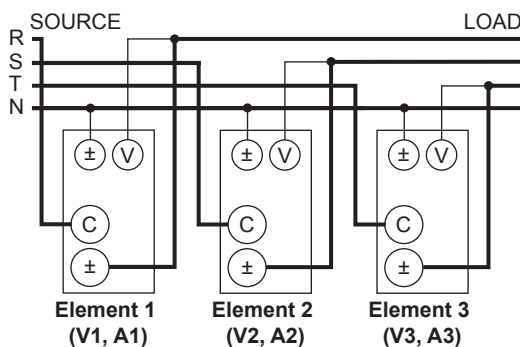 SOURCE LOAD
R
S
T
N
± V ± V ± V
C C C
± ± ±
Element 1 Element 2 Element 3
(V1, A1) (V2, A2) (V3, A3)